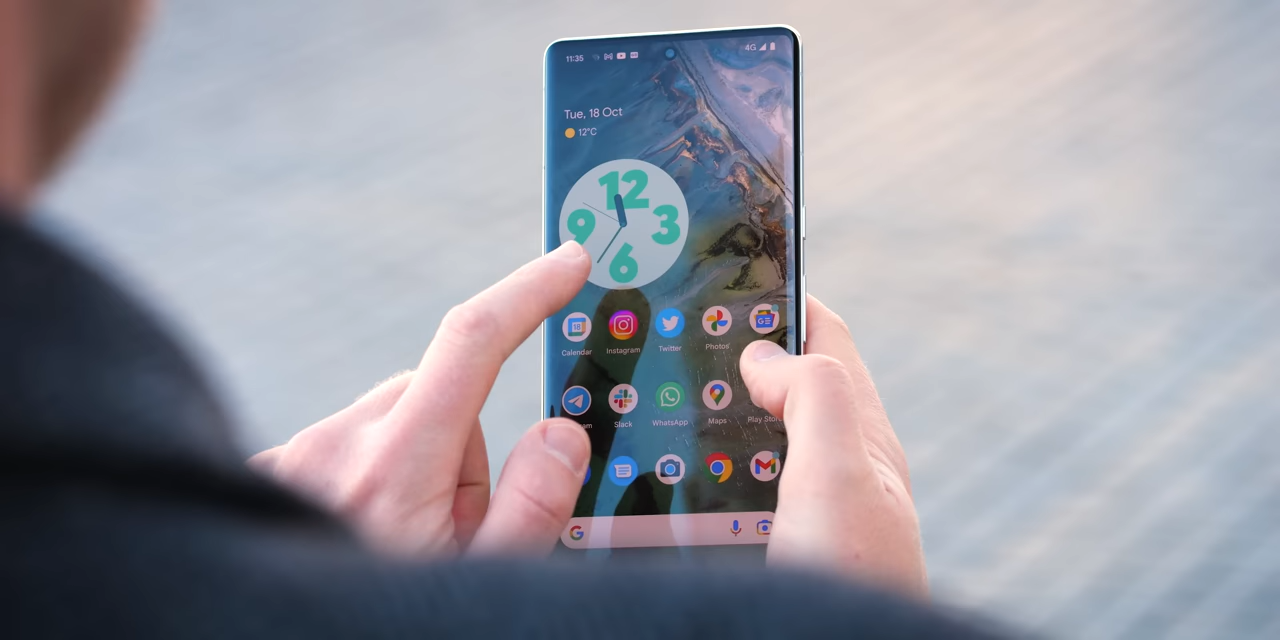 11:35
4G
Tue, 18 Oct
12°C
12
9 3
6
18
Calendar Instagram Twitter Photos
Slack WhatsApp Maps Play Store